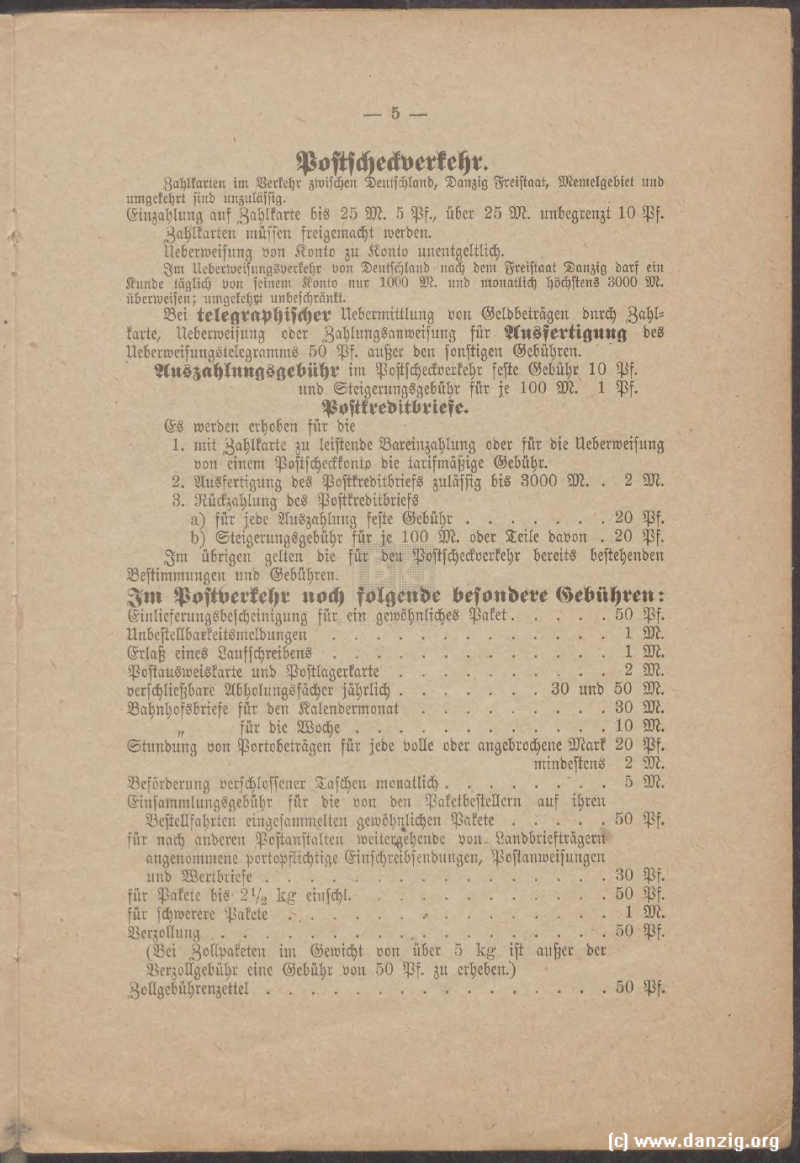 — 5 —
Postscheckverkehr.
Zahlkarten im Verkehr zwischen Deutschland, Danzig Freistaat, Memelgebiet und
umgekehrt sind unzulässig.
Einzahlung auf Zahlkarte bis 25 M. 5 Pf., über 25 M. unbegrenzt 10 Pf.
Zahlkarten müssen freigemacht werden.
Ueberweisung von Konto zu Konto unentgeltlich.
Im Ueberweisungsverkehr von Deutschland nach dem Freistaat Danzig darf ein
Kunde täglich von seinem Konto nur 1000 M. und monatlich höchstens 3000 M.
überweisen; umgekehrt unbeschränkt.
Bei telegraphischer Uebermittlung von Geldbeträgen durch Zahl-
karte, Ueberweisung oder Zahlungsanweisung für Ausfertigung des
Ueberweisungstelegramms 50 Pf. außer den sonstigen Gebühren.
Auszahlungsgebühr im Postscheckverkehr feste Gebühr 10 Pf.
und Steigerungsgebühr für je 100 M. 1 Pf.
Postkreditbriefe.
Es werden erhoben für die
1. mit Zahlkarte zu leistende Bareinzahlung oder für die Ueberweisung
von einem Postscheckkonto die tarifmäßige Gebühr.
2. Ausfertigung des Postkreditbriefs zulässig bis 3000 M. . 2 M.
3. Rückzahlung des Postkreditbriefs
a) für jede Auszahlung feste Gebühr . . . . . . . 20 Pf.
b) Steigerungsgebühr für je 100 M. oder Teile davon . 20 Pf.
Im übrigen gelten die für den Postscheckverkehr bereits bestehenden
Bestimmungen und Gebühren.
Im Postverkehr noch folgende besondere Gebühren:
Einlieferungsbescheinigung für ein gewöhnliches Paket . . . . . 50 Pf.
Unbestellbarkeitsmeldungen . . . . . . . . . . 1 M.
Erlaß eines Laufschreibens . . . . . . . . . . 1 M.
Postausweiskarte und Postlagerkarte . . . . . . . . 2 M.
verschließbare Abholungsfächer jährlich . . . . . . . 30 und 50 M.
Bahnhofsbriefe für den Kalendermonat . . . . . . . 30 M.
„ für die Woche . . . . . . . . . 10 M.
Stundung von Portobeträgen für jede volle oder angebrochene Mark 20 Pf.
mindestens 2 M.
Beförderung verschlossener Taschen monatlich . . . . . . 5 M.
Einsammlungsgebühr für die von den Paketbestellern auf ihren
Bestellfahrten eingesammelten gewöhnlichen Pakete . . . . . 50 Pf.
für nach anderen Postanstalten weitergehende von Landbriefträgern
angenommene portopflichtige Einschreibsendungen, Postanweisungen
und Wertbriefe . . . . . . . . . . . . . 30 Pf.
für Pakete bis 2½ kg einschl. . . . . . . . . . 50 Pf.
für schwerere Pakete . . . . . . . . . . . . 1 M.
Verzollung . . . . . . . . . . . . . . . 50 Pf.
(Bei Zollpaketen im Gewicht von über 5 kg ist außer der
Verzollgebühr eine Gebühr von 50 Pf. zu erheben.)
Zollgebührenzettel . . . . . . . . . . . . . 50 Pf.
(c) www.danzig.org